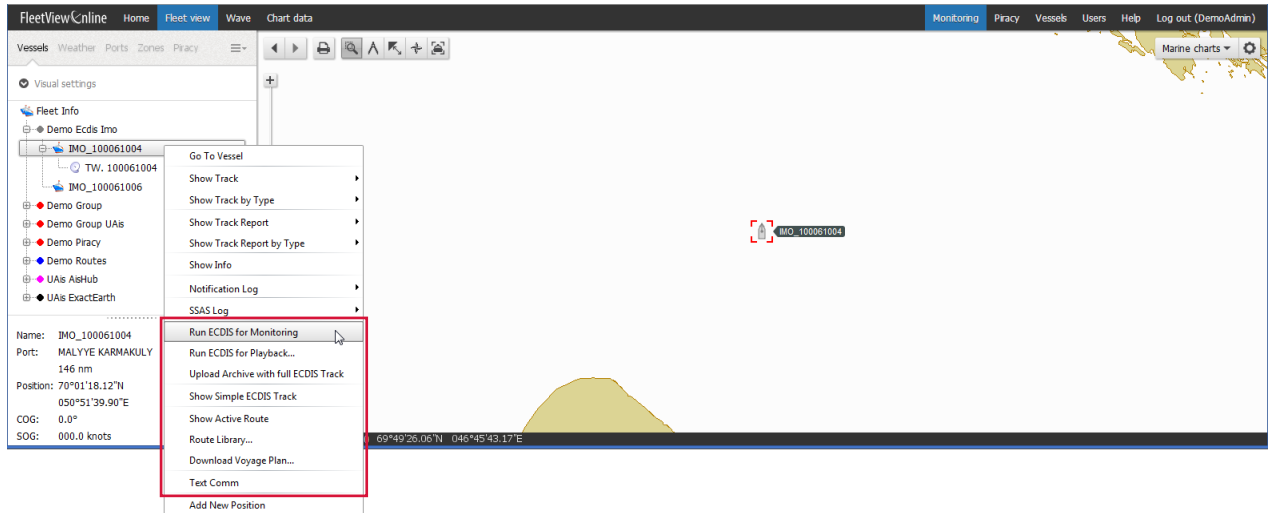 FleetView Online Home Fleet view Wave Chart data Monitoring Piracy Vessels Users Help Log out (DemoAdmin)
Vessels Weather Ports Zones Piracy
Marine charts
Visual settings
Fleet Info
Demo Ecdis Imo
IMO_100061004
TW. 100061004
IMO_100061006
Demo Group
Demo Group UAis
Demo Piracy
Demo Routes
UAis AisHub
UAis ExactEarth
Name: IMO_100061004
Port: MALYYE KARMAKULY
146 nm
Position: 70°01'18.12"N
050°51'39.90"E
COG: 0.0°
SOG: 000.0 knots
Go To Vessel
Show Track
Show Track by Type
Show Track Report
Show Track Report by Type
Show Info
Notification Log
SSAS Log
Run ECDIS for Monitoring
Run ECDIS for Playback...
Upload Archive with full ECDIS Track
Show Simple ECDIS Track
Show Active Route
Route Library...
Download Voyage Plan...
Text Comm
Add New Position
IMO_100061004
69°49'26.06"N 046°45'43.17"E